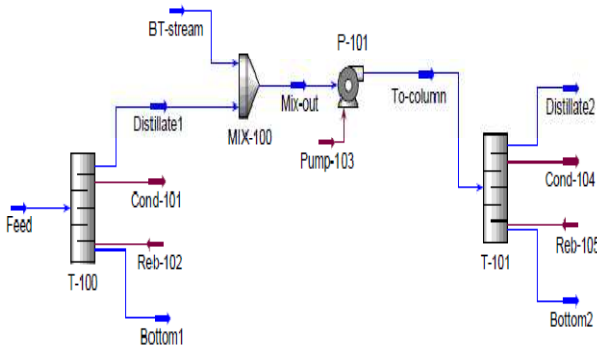 BT-stream
P-101
Mix-out
To-column
Distillate2
Distillate1
MIX-100
Pump-103
Cond-104
Cond-101
Feed
Reb-105
Reb-102
T-101
T-100
Bottom2
Bottom1